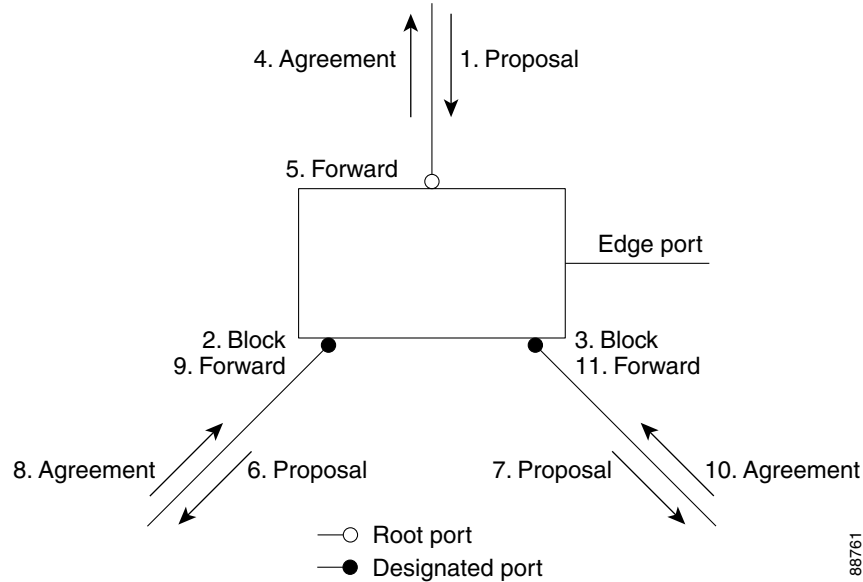 4. Agreement
1. Proposal
5. Forward
Edge port
2. Block
9. Forward
3. Block
11. Forward
8. Agreement
6. Proposal
7. Proposal
10. Agreement
Root port
Designated port
88761